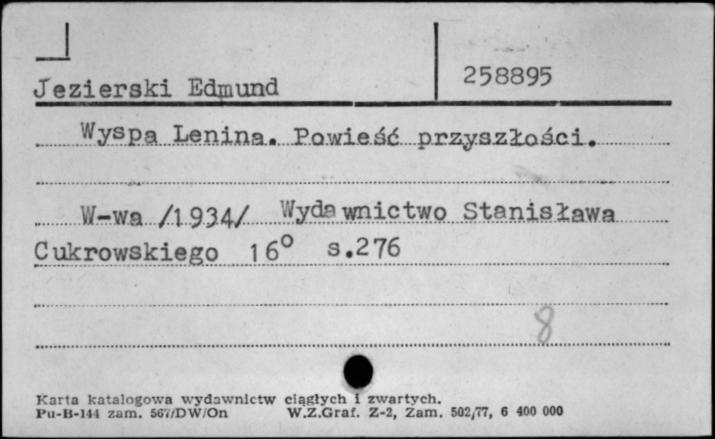 Jezierski Edmund 258895
Wyspa Lenina. Powieść przyszłości.
W-wa /1934/ Wydawnictwo Stanisława
Cukrowskiego 16° s.276
8
Karta katalogowa wydawnictw ciągłych i zwartych.
Pu-B-144 zam. 567/DW/On W.Z.Graf. Z-2, Zam. 502/77, 6 400 000